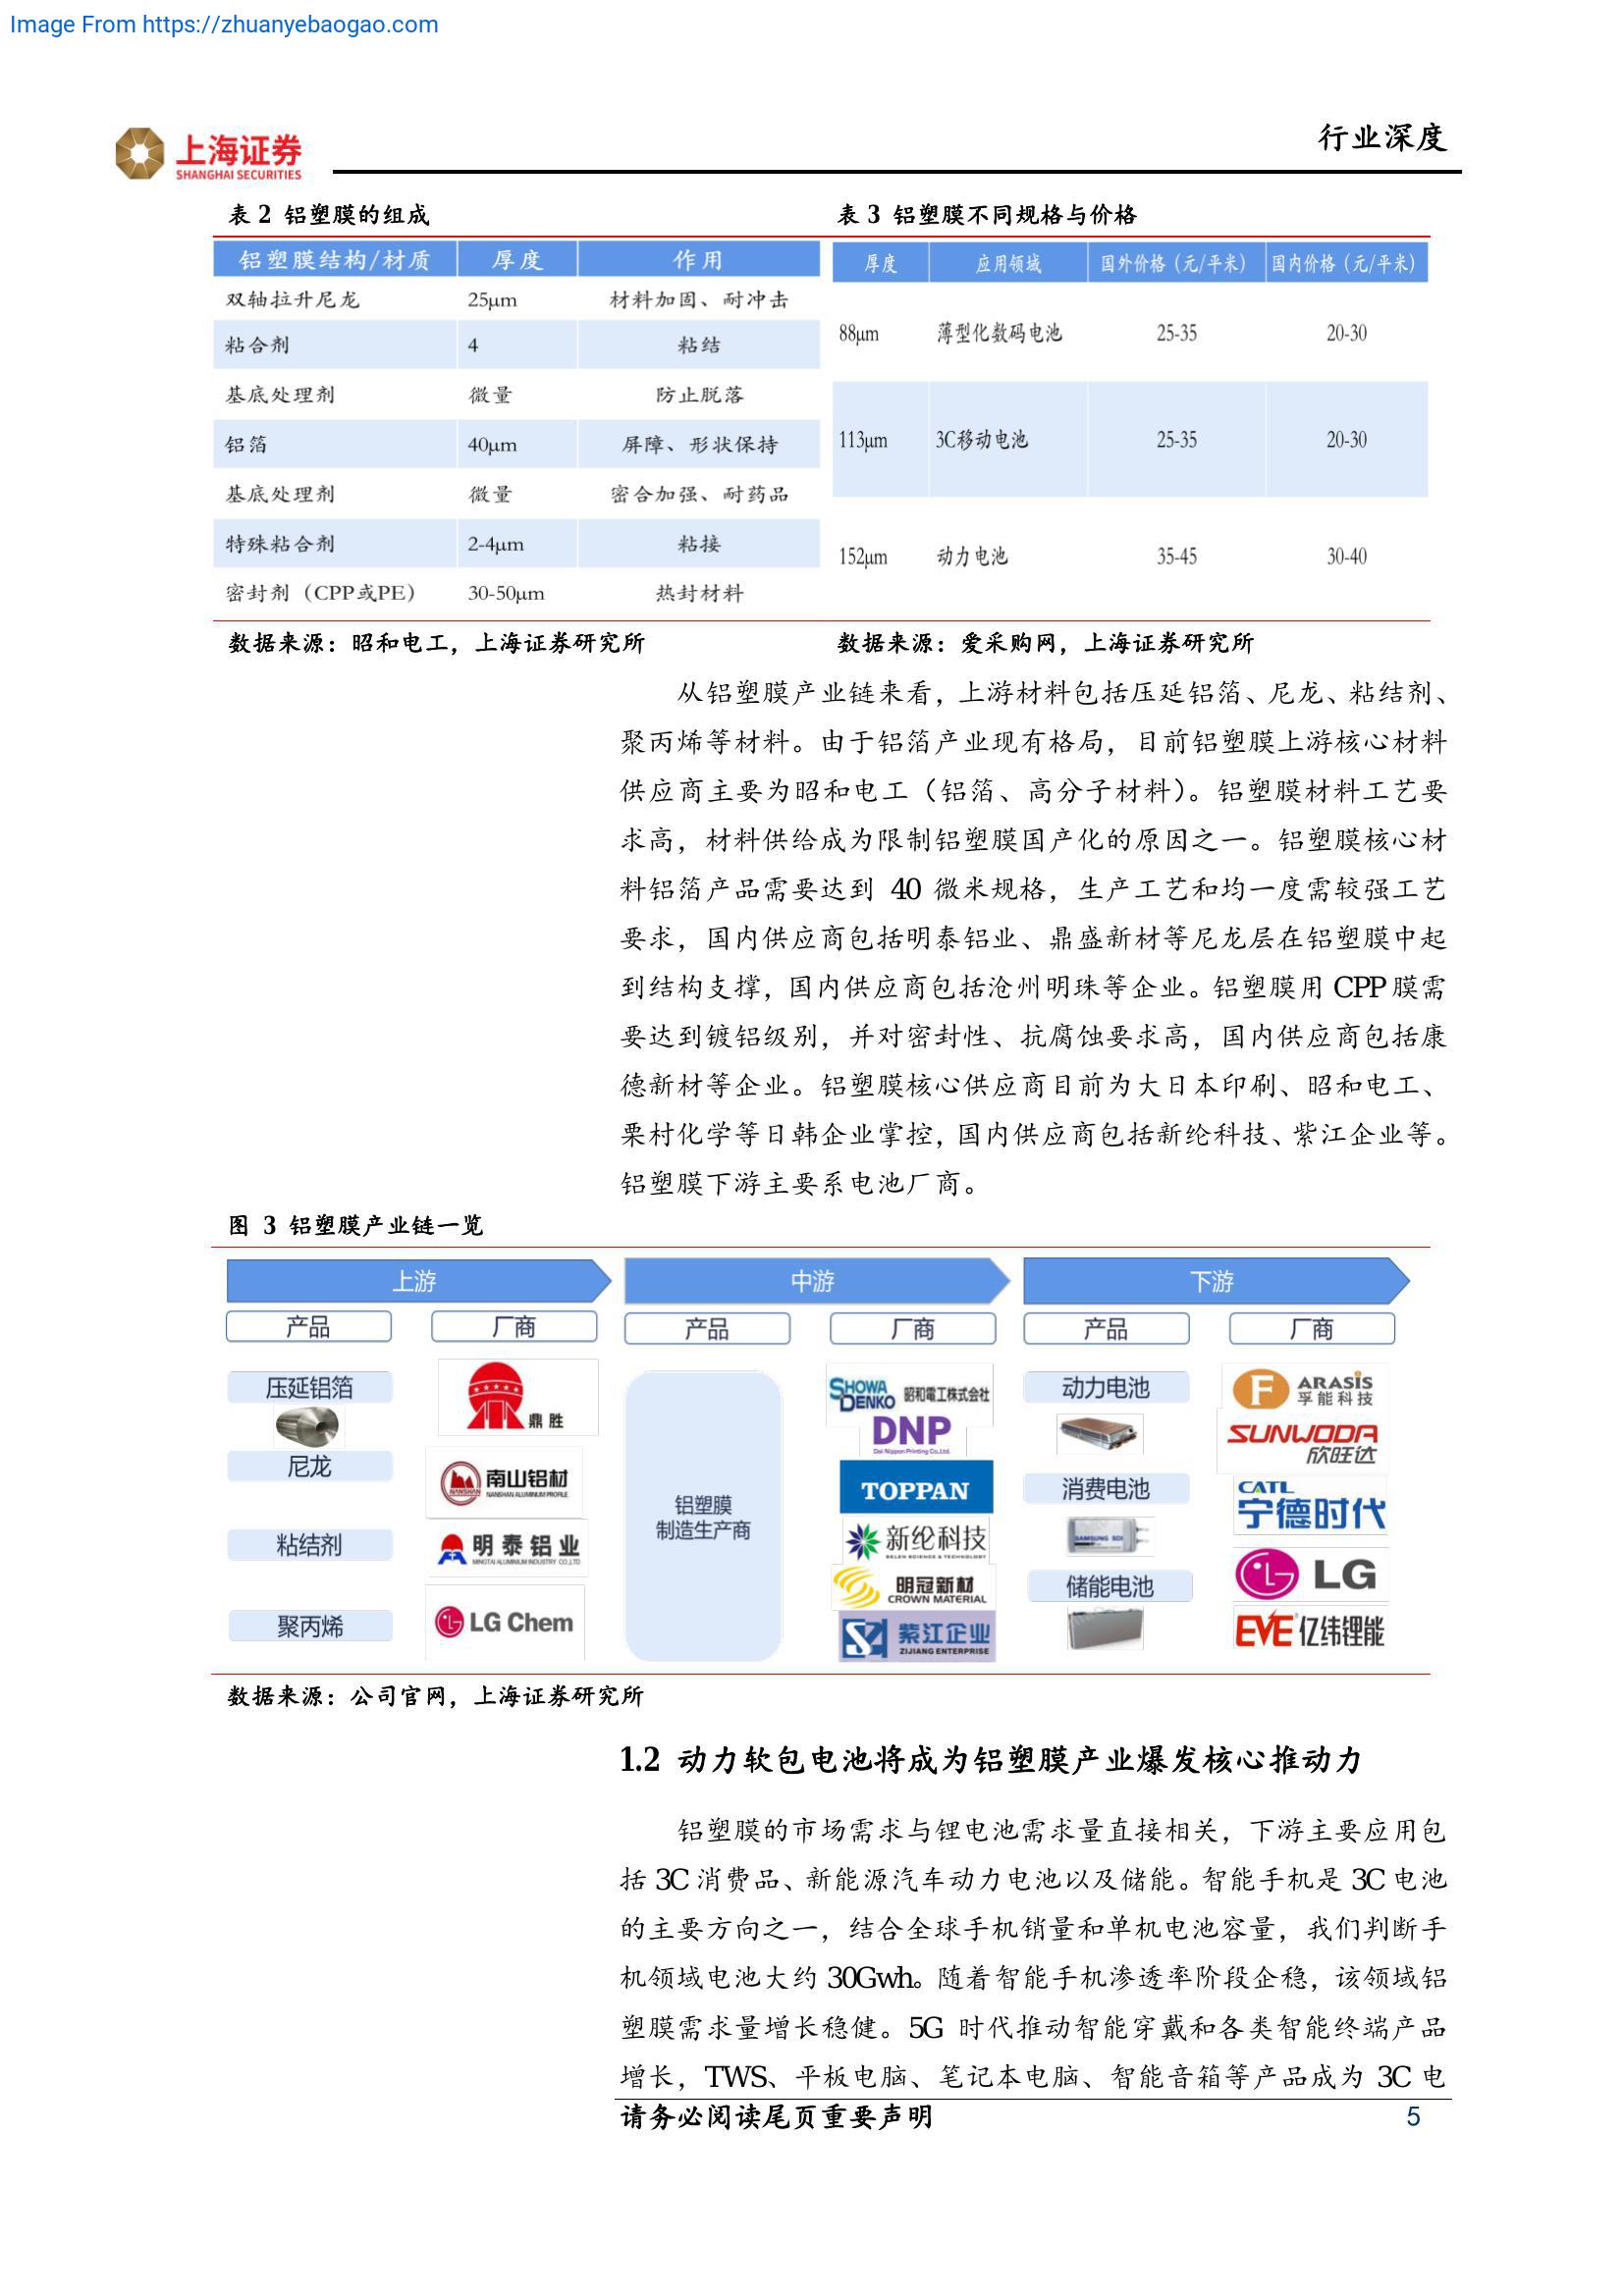 Image From https://zhuanyebaogao.com
上海证券
SHANGHAI SECURITIES
行业深度
表 2 铝塑膜的组成
铝塑膜结构/材质 厚度 作用
双轴拉升尼龙 25μm 材料加固、耐冲击
粘合剂 4 粘结
基底处理剂 微量 防止脱落
铝箔 40μm 屏障、形状保持
基底处理剂 微量 密合加强、耐药品
特殊粘合剂 2-4μm 粘接
密封剂（CPP或PE） 30-50μm 热封材料
数据来源：昭和电工，上海证券研究所
表 3 铝塑膜不同规格与价格
厚度 应用领域 国外价格（元/平米） 国内价格（元/平米）
88μm 薄型化数码电池 25-35 20-30
113μm 3C移动电池 25-35 20-30
152μm 动力电池 35-45 30-40
数据来源：爱采购网，上海证券研究所
从铝塑膜产业链来看，上游材料包括压延铝箔、尼龙、粘结剂、
聚丙烯等材料。由于铝箔产业现有格局，目前铝塑膜上游核心材料
供应商主要为昭和电工（铝箔、高分子材料）。铝塑膜材料工艺要
求高，材料供给成为限制铝塑膜国产化的原因之一。铝塑膜核心材
料铝箔产品需要达到 40 微米规格，生产工艺和均一度需较强工艺
要求，国内供应商包括明泰铝业、鼎盛新材等尼龙层在铝塑膜中起
到结构支撑，国内供应商包括沧州明珠等企业。铝塑膜用 CPP 膜需
要达到镀铝级别，并对密封性、抗腐蚀要求高，国内供应商包括康
德新材等企业。铝塑膜核心供应商目前为大日本印刷、昭和电工、
栗村化学等日韩企业掌控，国内供应商包括新纶科技、紫江企业等。
铝塑膜下游主要系电池厂商。
图 3 铝塑膜产业链一览
上游 中游 下游
产品 厂商 产品 厂商 产品 厂商
压延铝箔
尼龙
粘结剂
聚丙烯
鼎胜
南山铝材
NANSHAN
NANSHAN ALUMINIUM PROFILE
明泰铝业
MINGTAI ALUMINIUM INDUSTRY CO.,LTD
LG Chem
铝塑膜
制造生产商
SHOWA
DENKO
昭和電工株式会社
DNP
Dai Nippon Printing Co.,Ltd.
TOPPAN
新纶科技
SELEN SCIENCE & TECHNOLOGY
明冠新材
CROWN MATERIAL
紫江企业
ZIJIANG ENTERPRISE
动力电池
消费电池
SAMSUNG SDI
储能电池
FARASIS
孚能科技
SUNWODA
欣旺达
CATL
宁德时代
LG
EVE 亿纬锂能
数据来源：公司官网，上海证券研究所
1.2 动力软包电池将成为铝塑膜产业爆发核心推动力
铝塑膜的市场需求与锂电池需求量直接相关，下游主要应用包
括 3C 消费品、新能源汽车动力电池以及储能。智能手机是 3C 电池
的主要方向之一，结合全球手机销量和单机电池容量，我们判断手
机领域电池大约 30Gwh。随着智能手机渗透率阶段企稳，该领域铝
塑膜需求量增长稳健。5G 时代推动智能穿戴和各类智能终端产品
增长，TWS、平板电脑、笔记本电脑、智能音箱等产品成为 3C 电
请务必阅读尾页重要声明
5